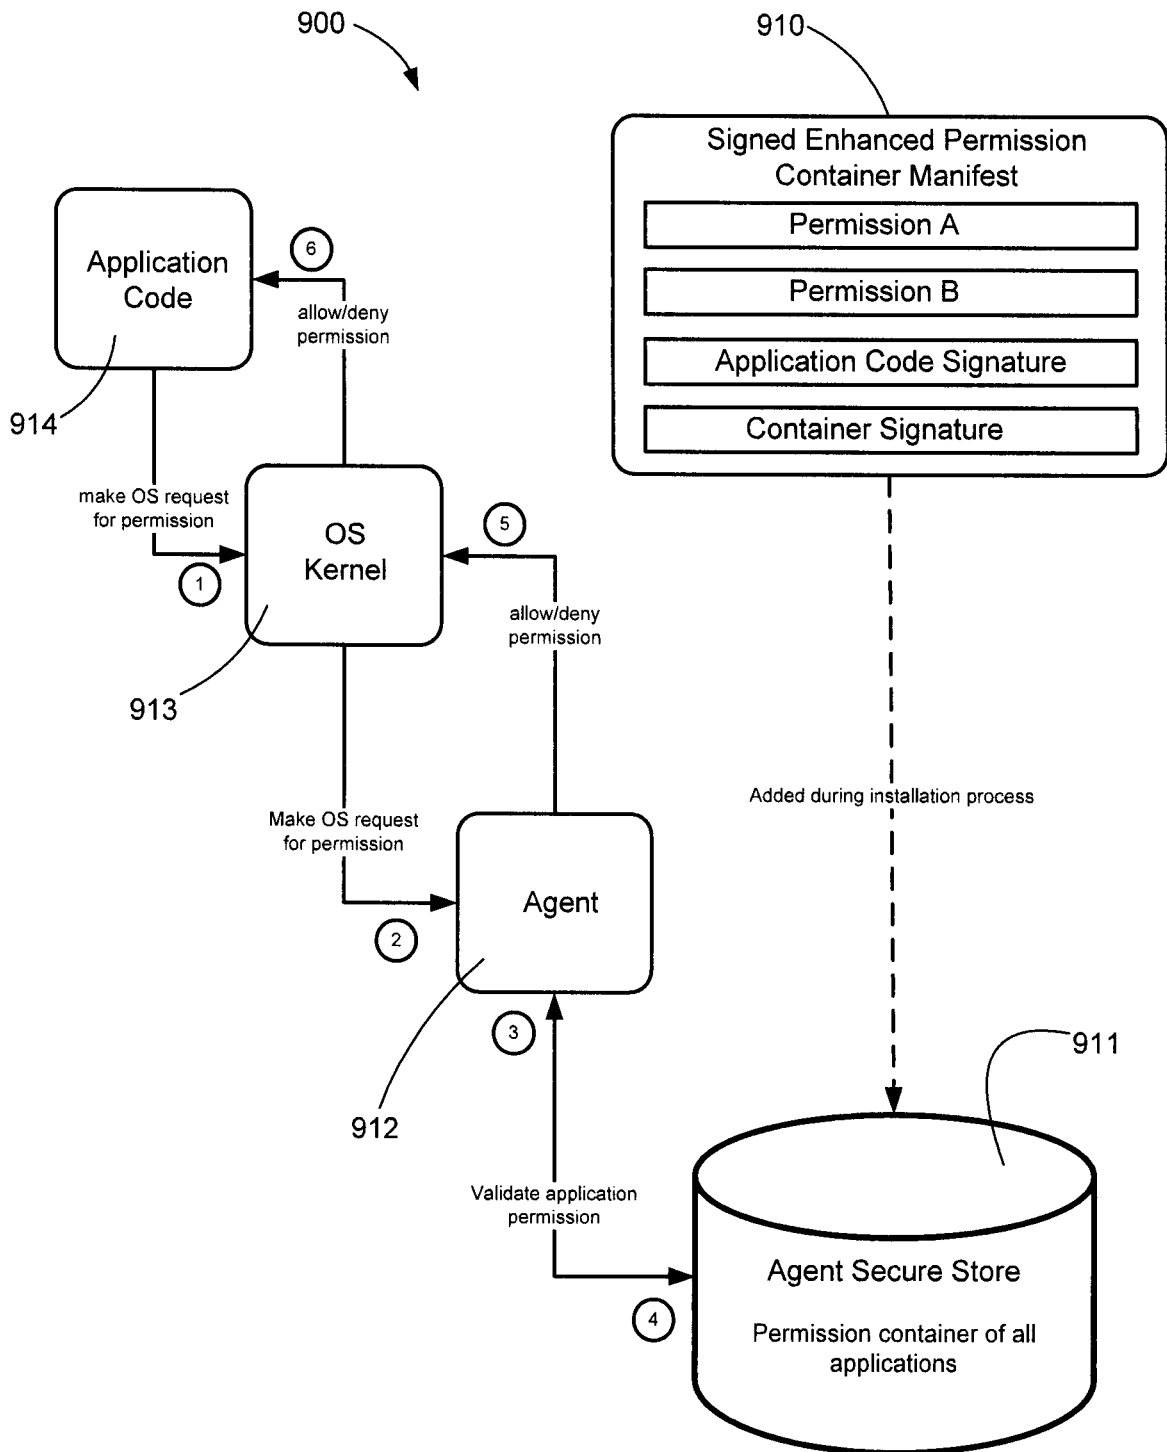 900
910
Signed Enhanced Permission
Container Manifest
Permission A
Permission B
Application Code Signature
Container Signature
Application
Code
6
allow/deny
permission
914
make OS request
for permission
1
OS
Kernel
5
allow/deny
permission
913
Added during installation process
Make OS request
for permission
2
Agent
3
912
911
Validate application
permission
4
Agent Secure Store
Permission container of all
applications